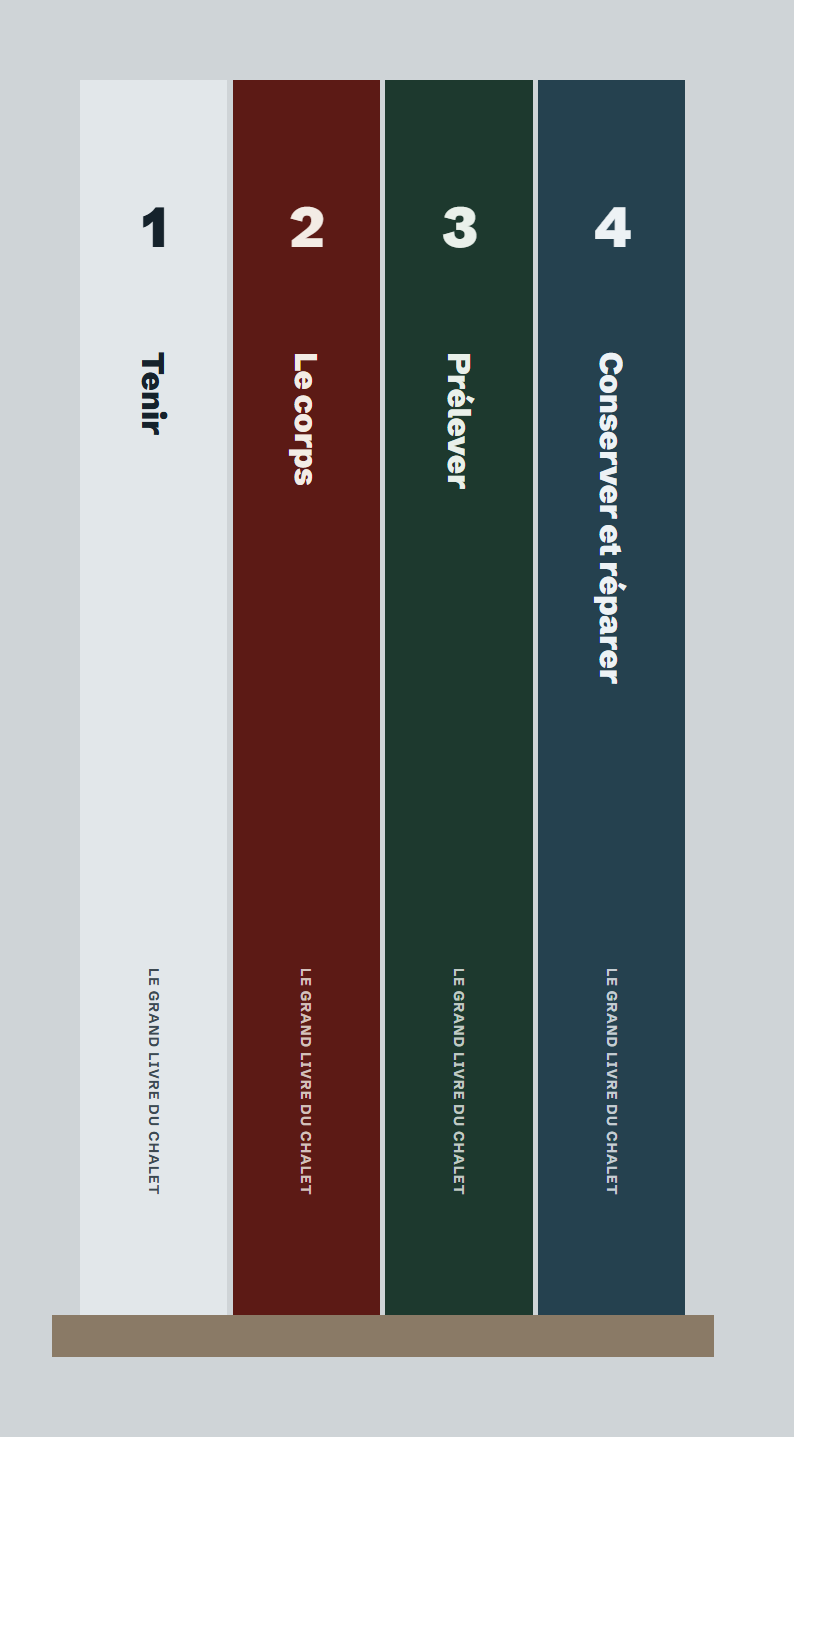 1
Tenir
LE GRAND LIVRE DU CHALET
2
Le corps
LE GRAND LIVRE DU CHALET
3
Prélever
LE GRAND LIVRE DU CHALET
4
Conserver et réparer
LE GRAND LIVRE DU CHALET